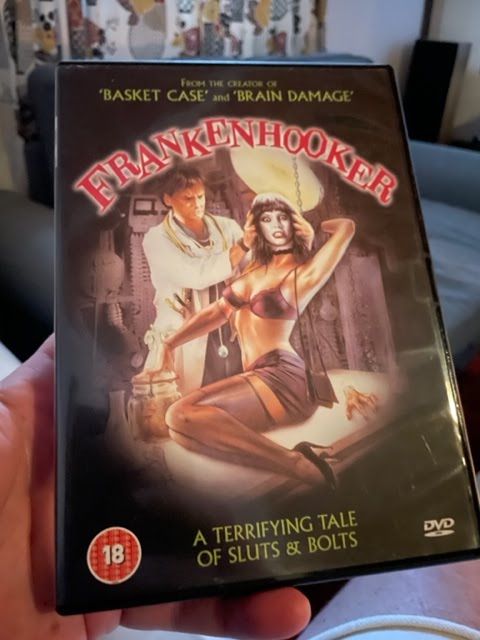 FROM THE CREATOR OF
'BASKET CASE' and 'BRAIN DAMAGE'
FRANKENHOOKER
A TERRIFYING TALE
OF SLUTS & BOLTS
18
DVD